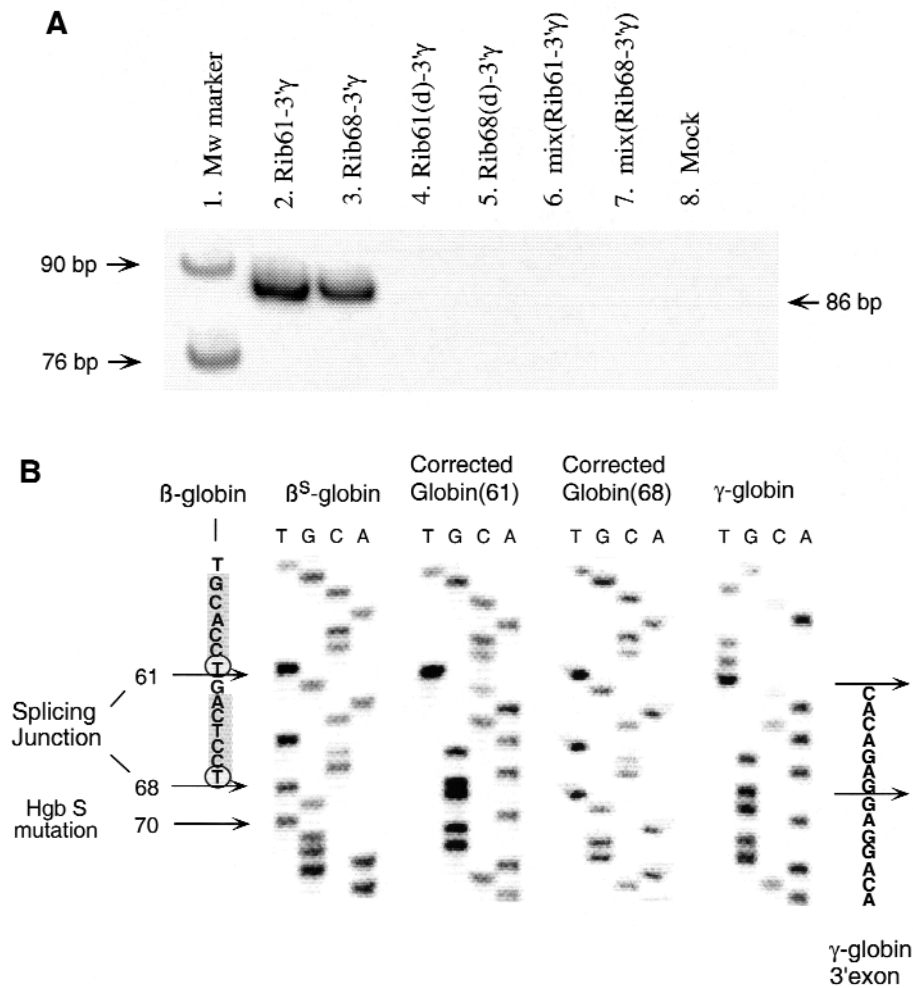 A
1. Mw marker
2. Rib61-3'γ
3. Rib68-3'γ
4. Rib61(d)-3'γ
5. Rib68(d)-3'γ
6. mix(Rib61-3'γ)
7. mix(Rib68-3'γ)
8. Mock
90 bp
76 bp
86 bp
B
ß-globin
ßS-globin
Corrected
Globin(61)
Corrected
Globin(68)
γ-globin
T G C A
T G C A
T G C A
T G C A
T
G
C
A
C
C
T
G
A
C
T
C
C
T
61
Splicing
Junction
68
Hgb S
mutation
70
C
A
C
A
G
A
G
G
A
G
G
A
C
A
γ-globin
3'exon